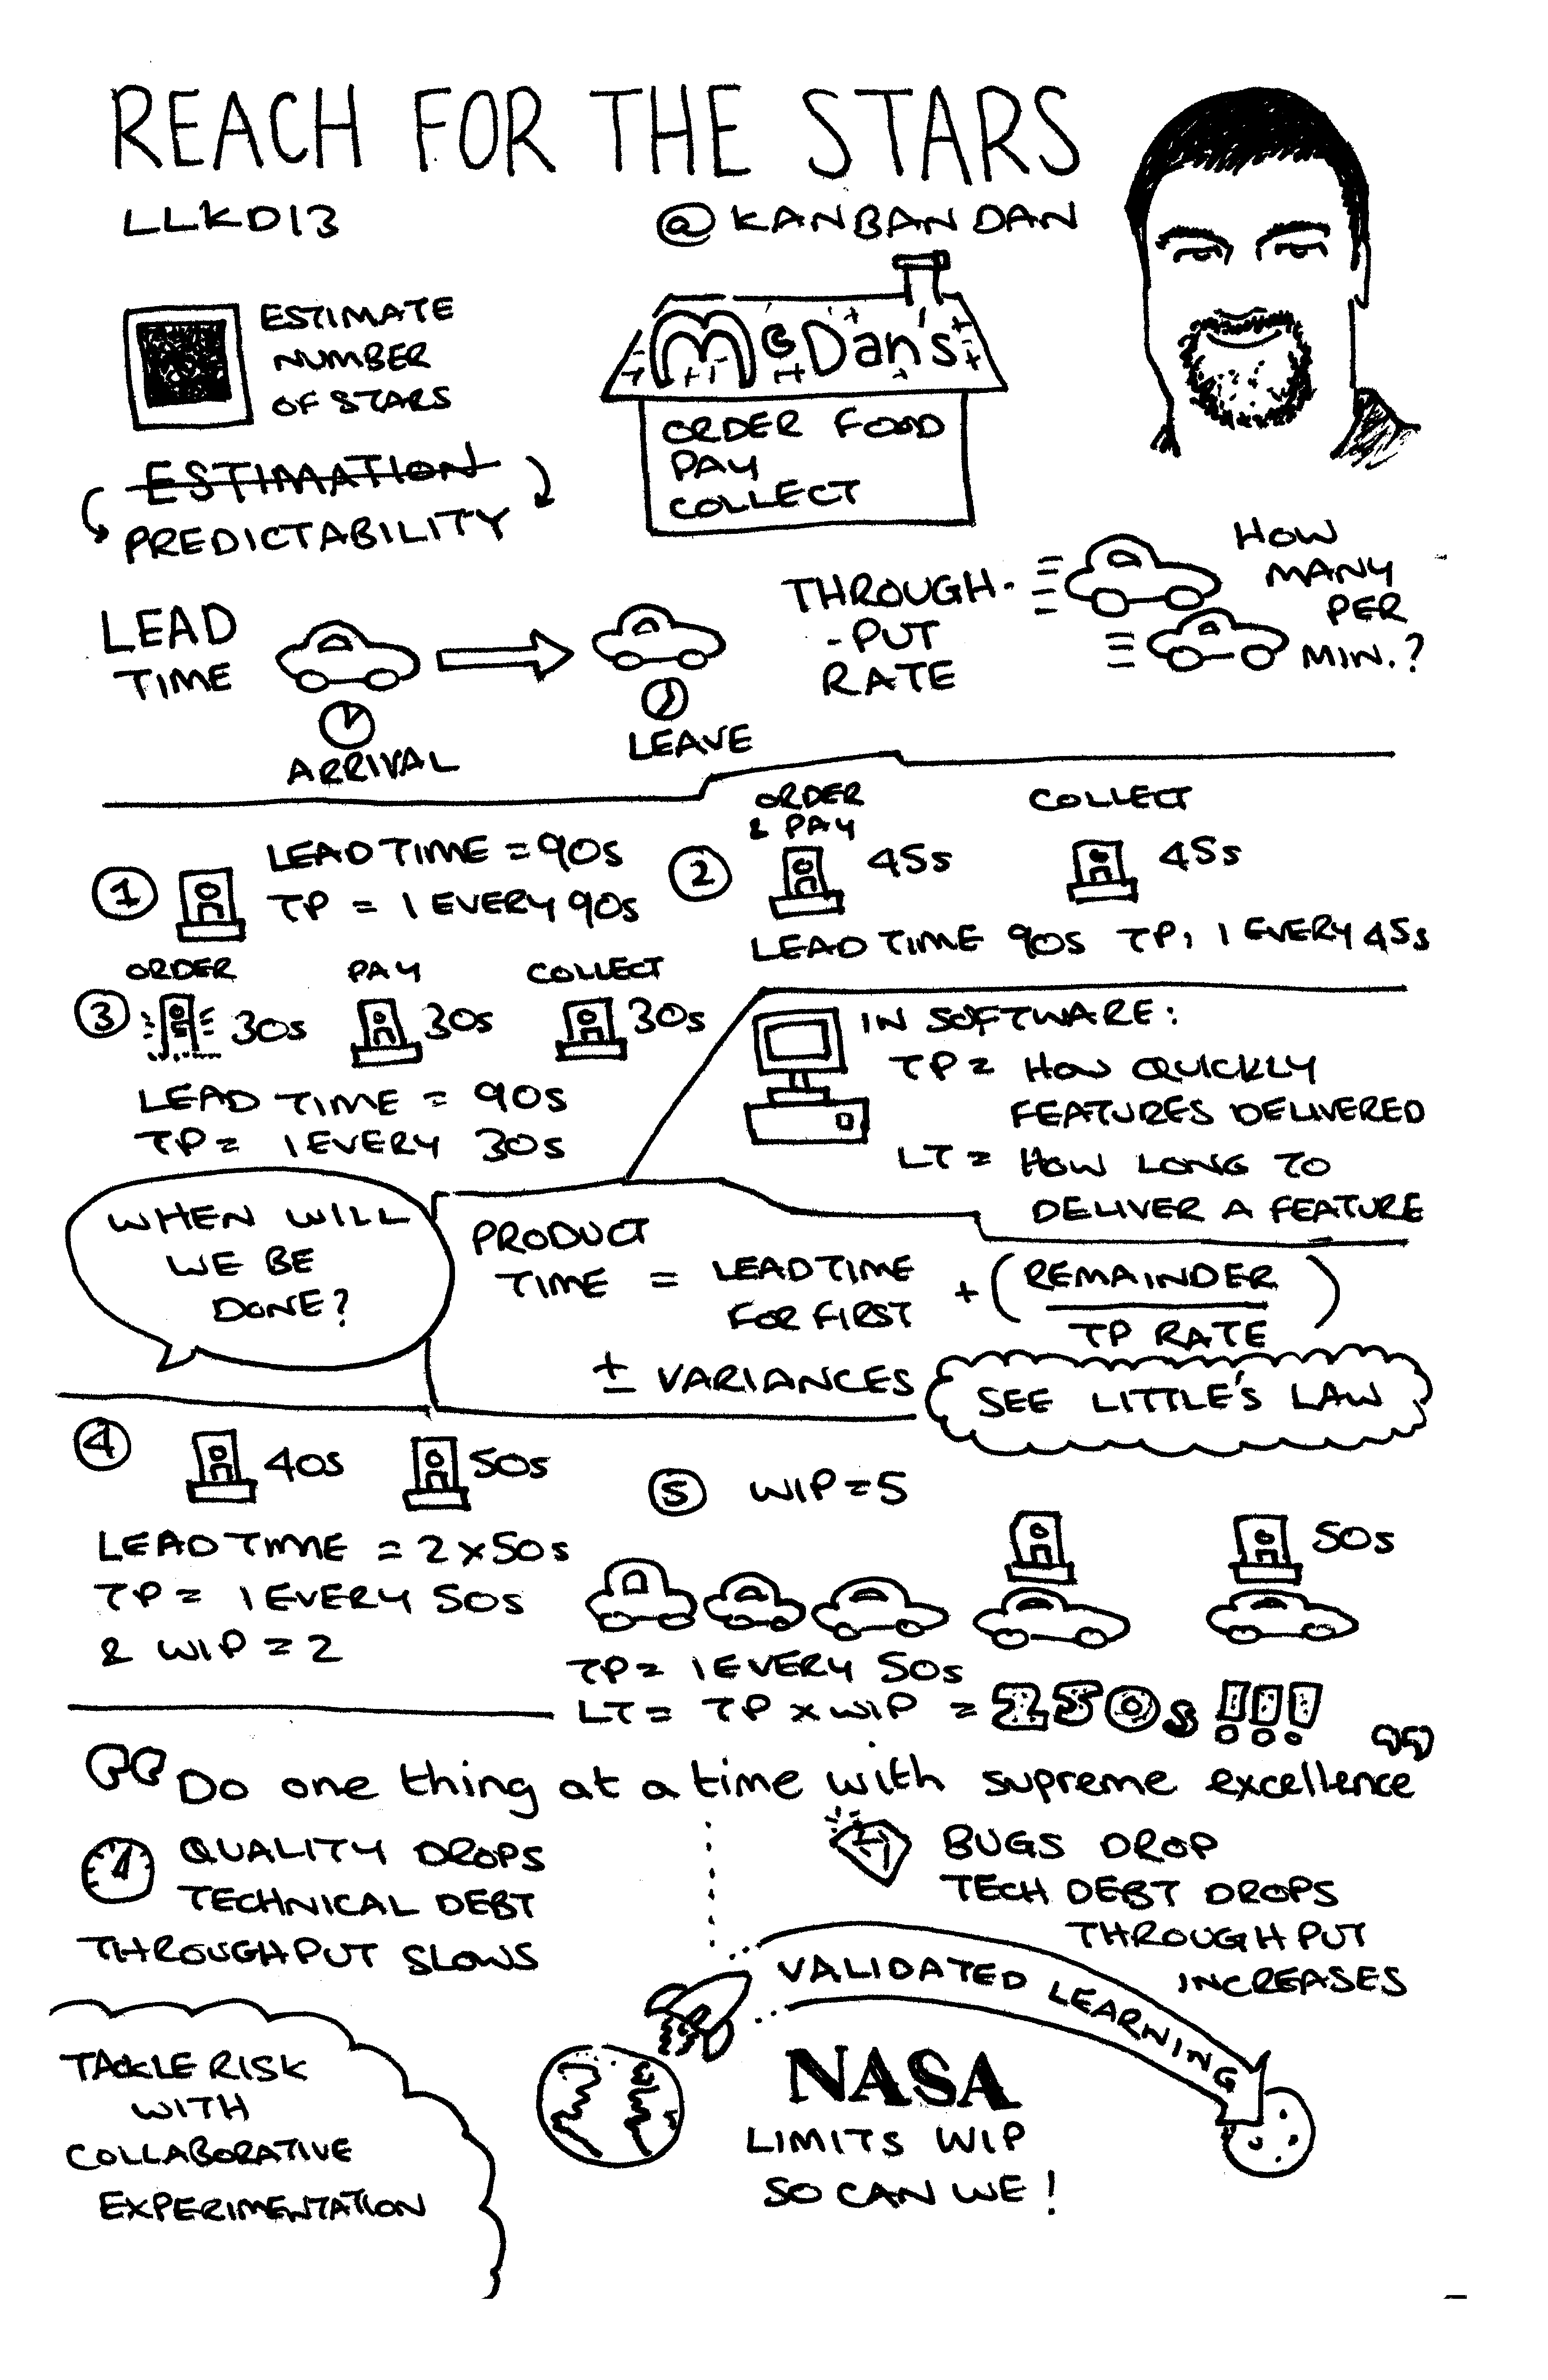 REACH FOR THE STARS
LLKD13
@KANBANDAN
ESTIMATE
NUMBER
OF STARS
McDan's
ORDER FOOD
PAY
COLLECT
ESTIMATION
PREDICTABILITY
LEAD
TIME
ARRIVAL
LEAVE
THROUGH-
-PUT
RATE
HOW
MANY
PER
MIN.?
1
LEAD TIME = 90s
TP = 1 EVERY 90s
2
ORDER
& PAY
45s
COLLECT
45s
LEAD TIME 90s TP, 1 EVERY 45s
3
ORDER
30s
PAY
30s
COLLECT
30s
LEAD TIME = 90s
TP = 1 EVERY 30s
IN SOFTWARE:
TP = HOW QUICKLY
FEATURES DELIVERED
LT = HOW LONG TO
DELIVER A FEATURE
WHEN WILL
WE BE
DONE?
PRODUCT
TIME = LEAD TIME
FOR FIRST
+ (REMAINDER
TP RATE)
± VARIANCES
SEE LITTLE'S LAW
4
40s
50s
LEAD TIME = 2 x 50s
TP = 1 EVERY 50s
& WIP = 2
5 WIP = 5
50s
TP = 1 EVERY 50s
LT = TP x WIP = 250s !!!
“Do one thing at a time with supreme excellence”
QUALITY DROPS
TECHNICAL DEBT
THROUGHPUT SLOWS
BUGS DROP
TECH DEBT DROPS
THROUGHPUT
INCREASES
VALIDATED LEARNING
NASA
LIMITS WIP
SO CAN WE!
TACKLE RISK
WITH
COLLABORATIVE
EXPERIMENTATION